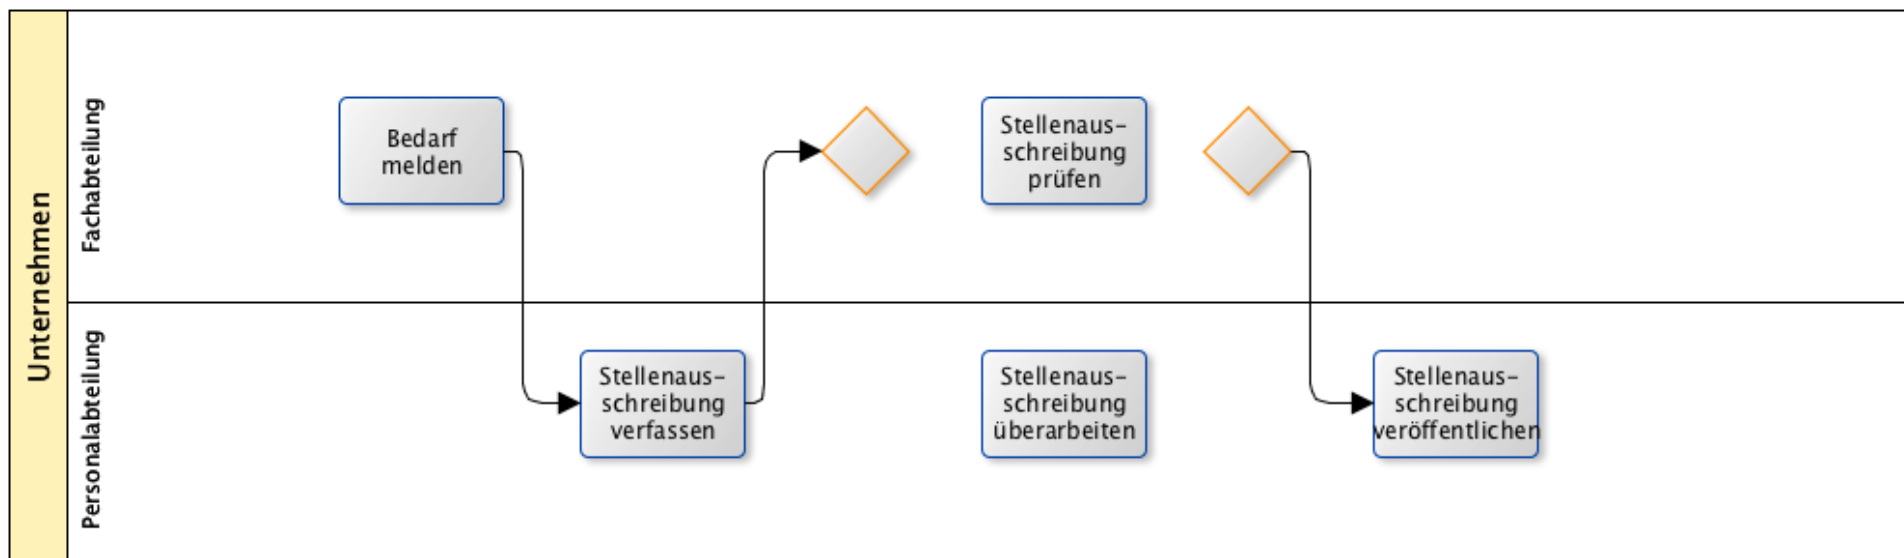 Unternehmen
Fachabteilung
Bedarf
melden
Stellenaus-
schreibung
prüfen
Personalabteilung
Stellenaus-
schreibung
verfassen
Stellenaus-
schreibung
überarbeiten
Stellenaus-
schreibung
veröffentlichen